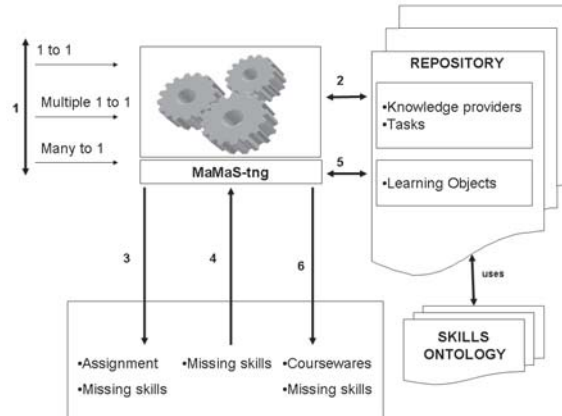 1 to 1
REPOSITORY
2
•Knowledge providers
•Tasks
1
Multiple 1 to 1
Many to 1
5
MaMaS-tng
•Learning Objects
3
4
6
uses
•Assignment
•Missing skills
•Missing skills
•Coursewares
•Missing skills
SKILLS
ONTOLOGY